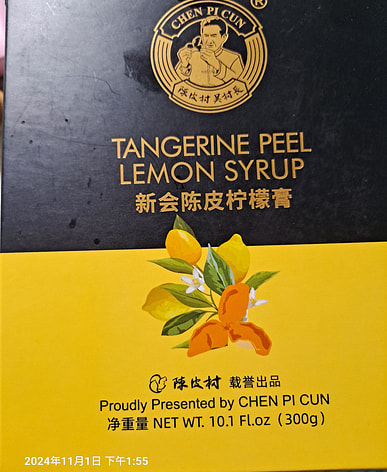 CHEN PI CUN
®
陈皮村吴村长
TANGERINE PEEL
LEMON SYRUP
新会陈皮柠檬膏
陈皮村 载誉出品
Proudly Presented by CHEN PI CUN
净重量 NET WT. 10.1 Fl.oz（300g）
2024年11月1日 下午1:55